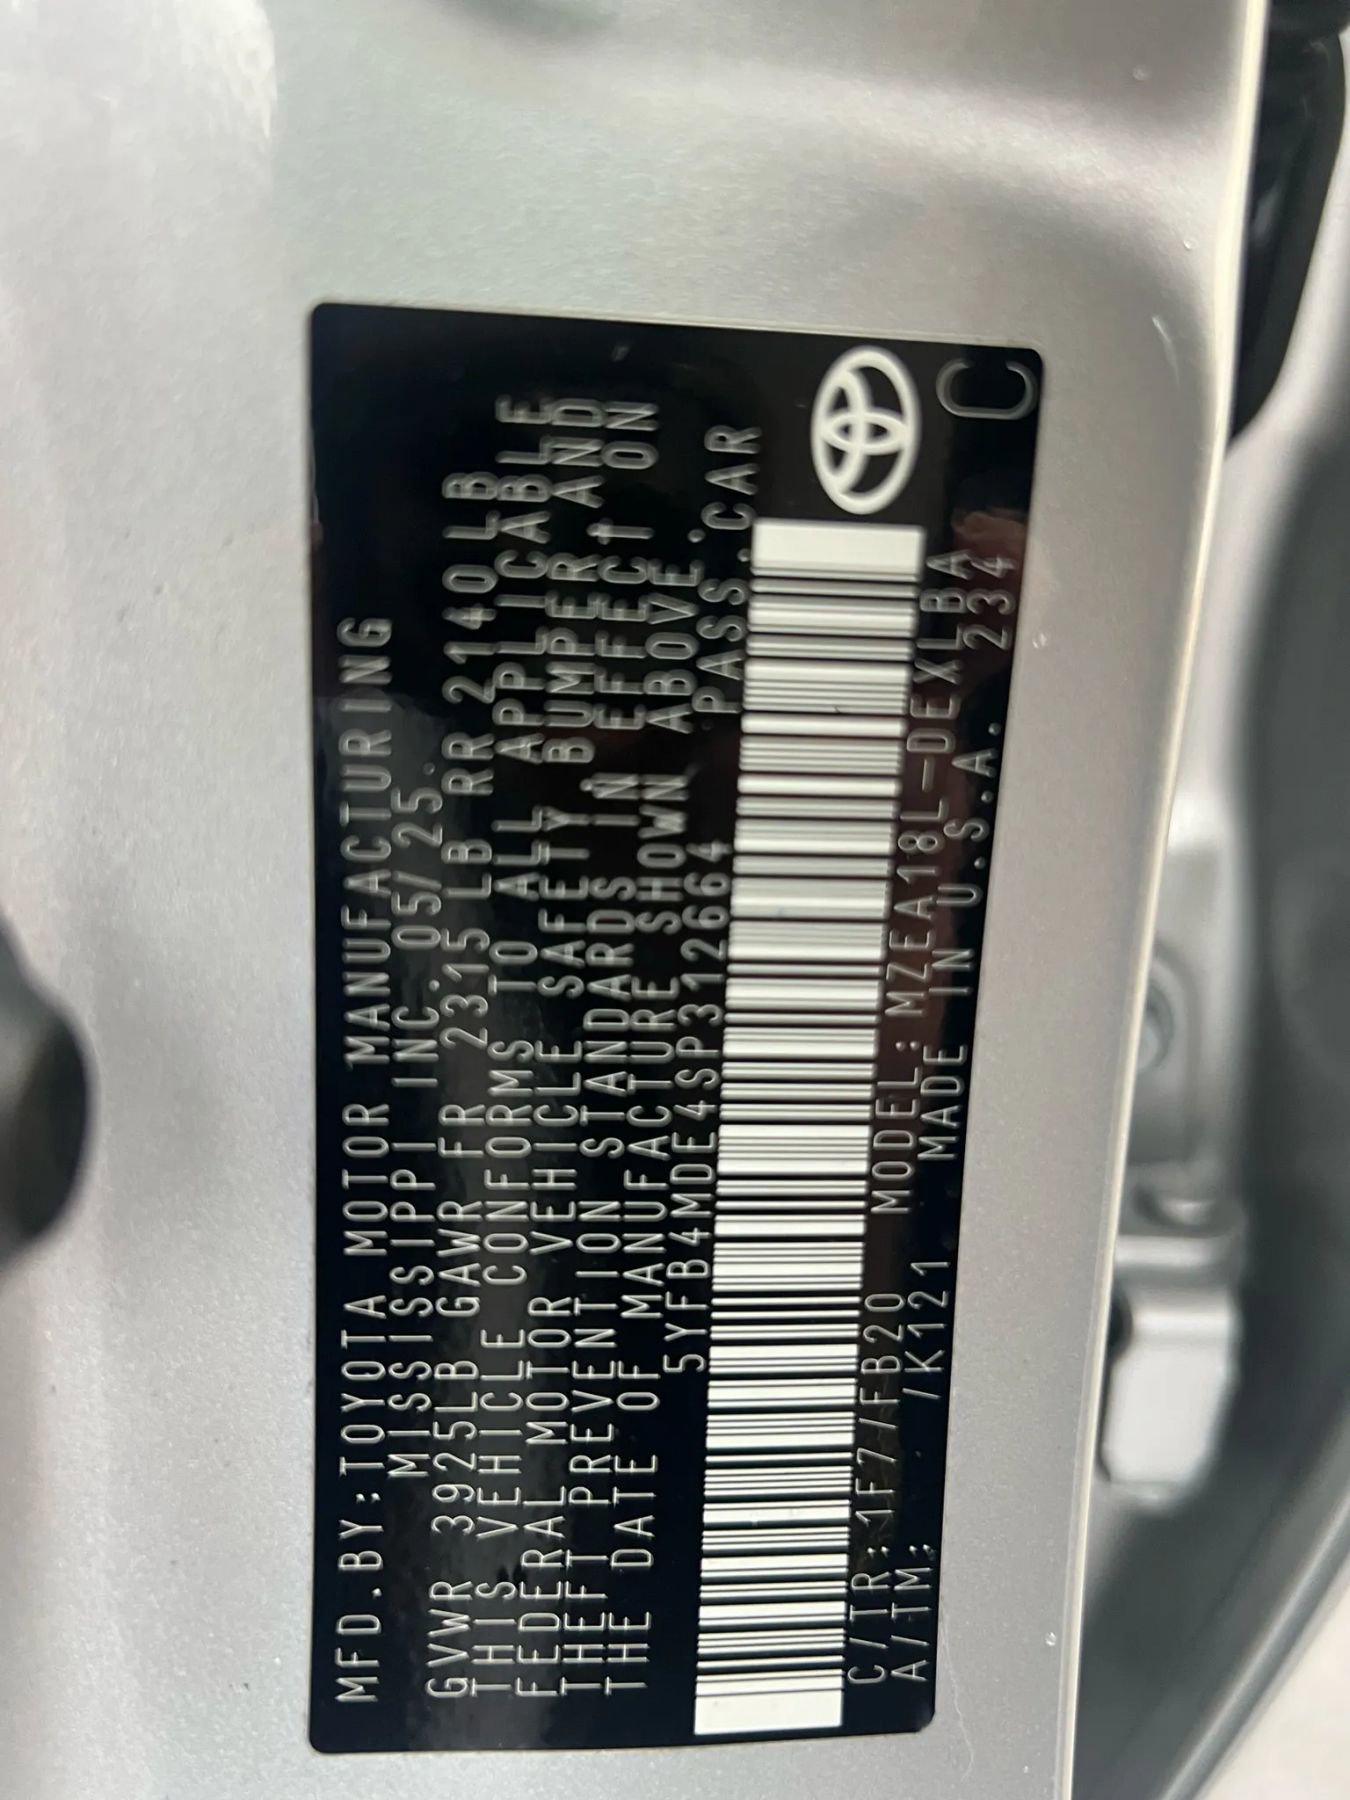 MFD.BY:TOYOTA MOTOR MANUFACTURING
MISSISSIPPI INC.05/25.
GVWR 3925LB GAWR FR 2315LB RR 2140LB
THIS VEHICLE CONFORMS TO ALL APPLICABLE
FEDERAL MOTOR VEHICLE SAFETY BUMPER AND,
THEFT PREVENTION STANDARDS IN EFFECT ON
THE DATE OF MANUFACTURE SHOWN ABOVE.
5YFB4MDE4SP312664 PASS.CAR
C/TR:1F7/FB20 MODEL:MZEA18L-DEXLBA
A/TM: /K121 MADE IN U.S.A. 234
C